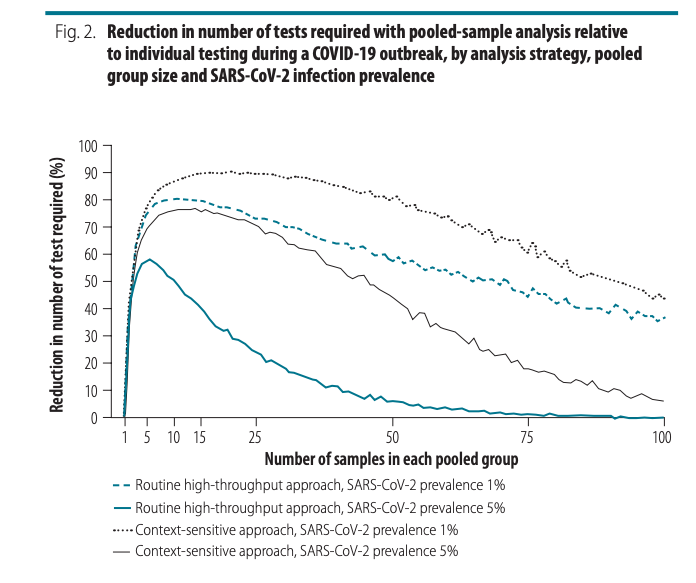 Fig. 2. Reduction in number of tests required with pooled-sample analysis relative
to individual testing during a COVID-19 outbreak, by analysis strategy, pooled
group size and SARS-CoV-2 infection prevalence
Reduction in number of test required (%)
100
90
80
70
60
50
40
30
20
10
0
1 5 10 15 25 50 75 100
Number of samples in each pooled group
Routine high-throughput approach, SARS-CoV-2 prevalence 1%
Routine high-throughput approach, SARS-CoV-2 prevalence 5%
Context-sensitive approach, SARS-CoV-2 prevalence 1%
Context-sensitive approach, SARS-CoV-2 prevalence 5%